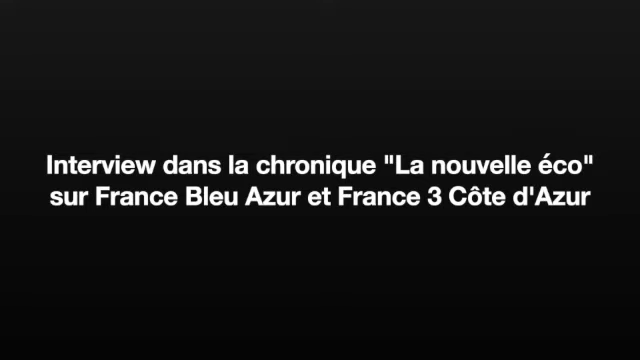 Interview dans la chronique "La nouvelle éco"
sur France Bleu Azur et France 3 Côte d'Azur